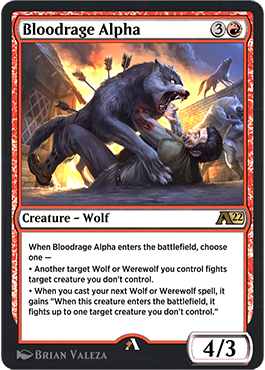 Bloodrage Alpha 3
Creature – Wolf A22
When Bloodrage Alpha enters the battlefield, choose
one —
• Another target Wolf or Werewolf you control fights
target creature you don't control.
• When you cast your next Wolf or Werewolf spell, it
gains "When this creature enters the battlefield, it
fights up to one target creature you don't control."
Brian Valeza
4/3